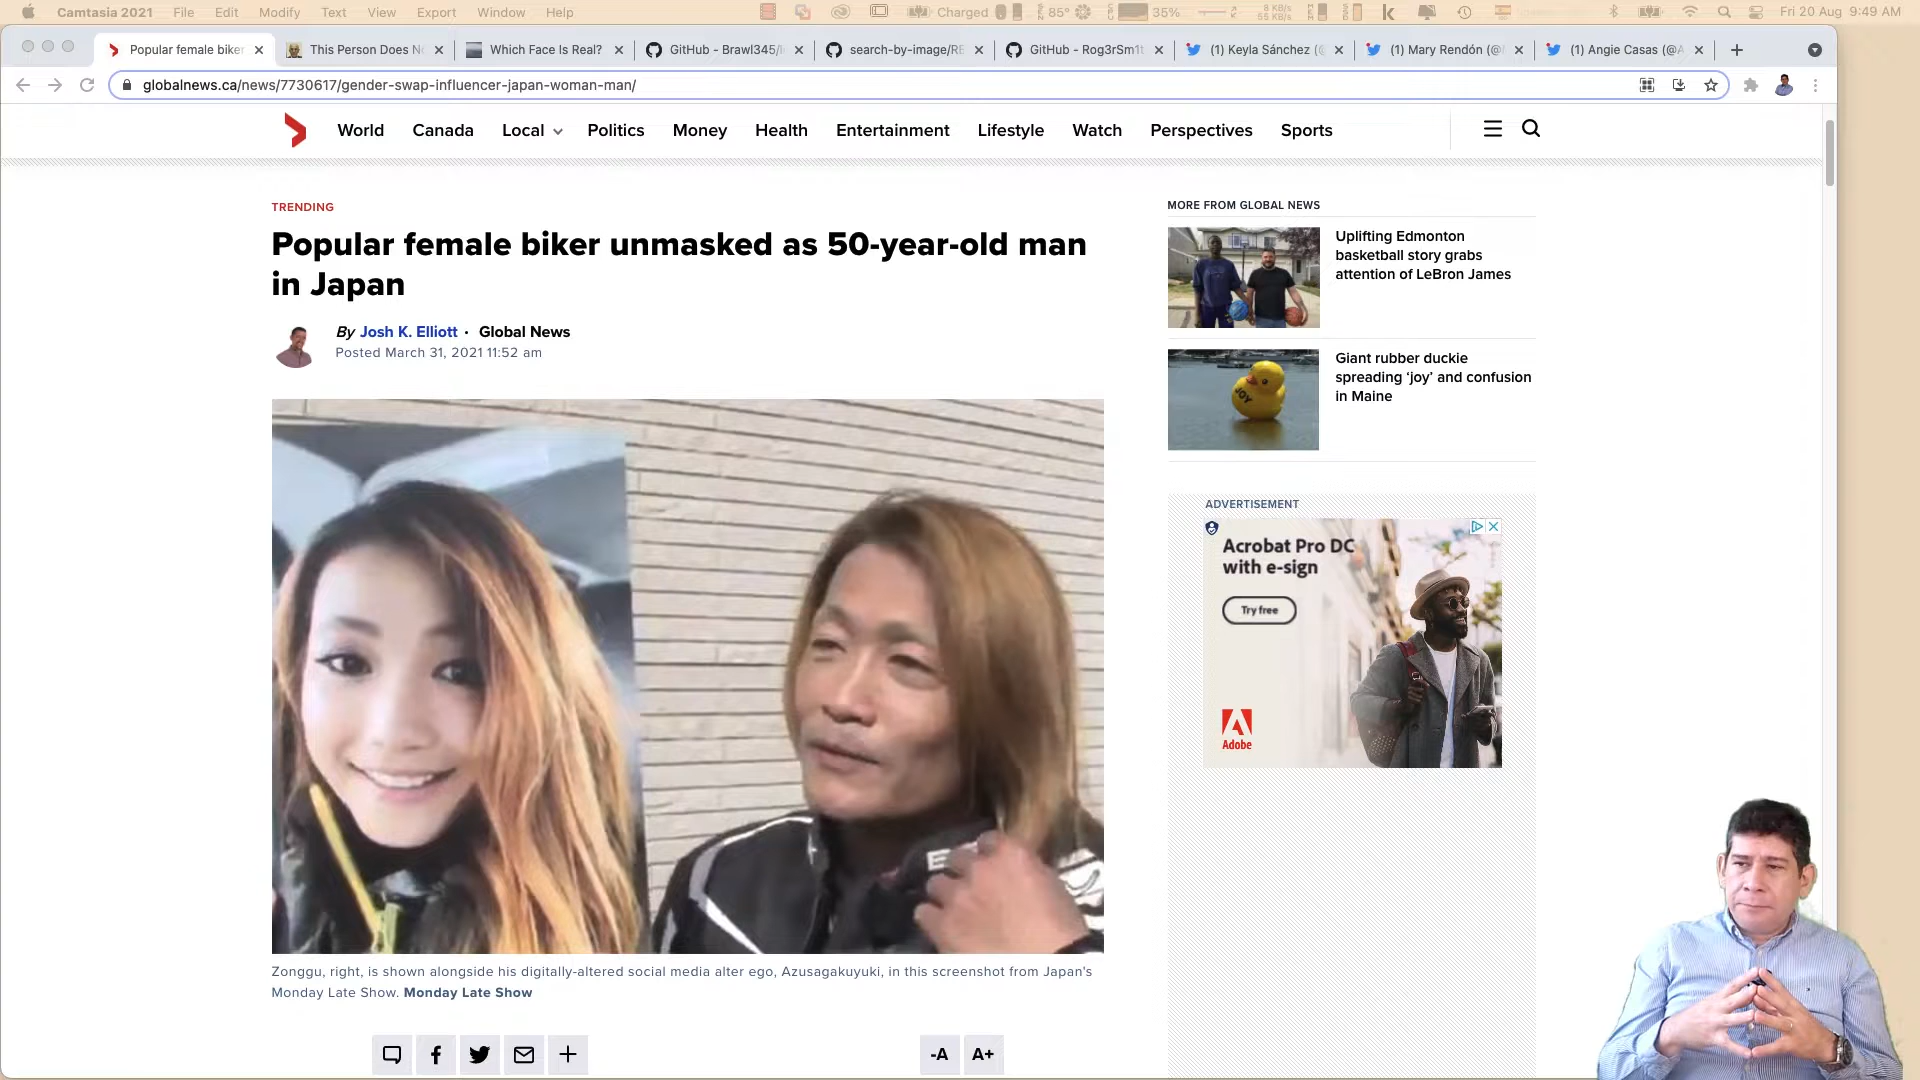 Camtasia 2021 File Edit Modify Text View Export Window Help Charged 85° 35% 8 KB/s 55 KB/s Fri 20 Aug 9:49 AM
Popular female biker This Person Does N Which Face Is Real? GitHub - Brawl345/I search-by-image/RE GitHub - Rog3rSm1t (1) Keyla Sánchez (@ (1) Mary Rendón (@ (1) Angie Casas (@A
globalnews.ca/news/7730617/gender-swap-influencer-japan-woman-man/
World Canada Local Politics Money Health Entertainment Lifestyle Watch Perspectives Sports
TRENDING
Popular female biker unmasked as 50-year-old man
in Japan
By Josh K. Elliott · Global News
Posted March 31, 2021 11:52 am
Zonggu, right, is shown alongside his digitally-altered social media alter ego, Azusagakuyuki, in this screenshot from Japan's
Monday Late Show. Monday Late Show
-A A+
MORE FROM GLOBAL NEWS
Uplifting Edmonton
basketball story grabs
attention of LeBron James
JOY
Giant rubber duckie
spreading ‘joy’ and confusion
in Maine
ADVERTISEMENT
Acrobat Pro DC
with e-sign
Try free
Adobe